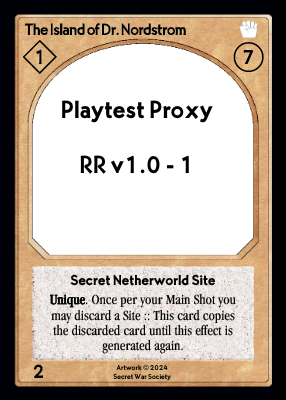 The Island of Dr. Nordstrom
1
7
Playtest Proxy
RR v1.0 - 1
Secret Netherworld Site
Unique. Once per your Main Shot you
may discard a Site :: This card copies
the discarded card until this effect is
generated again.
2
Artwork © 2024
Secret War Society